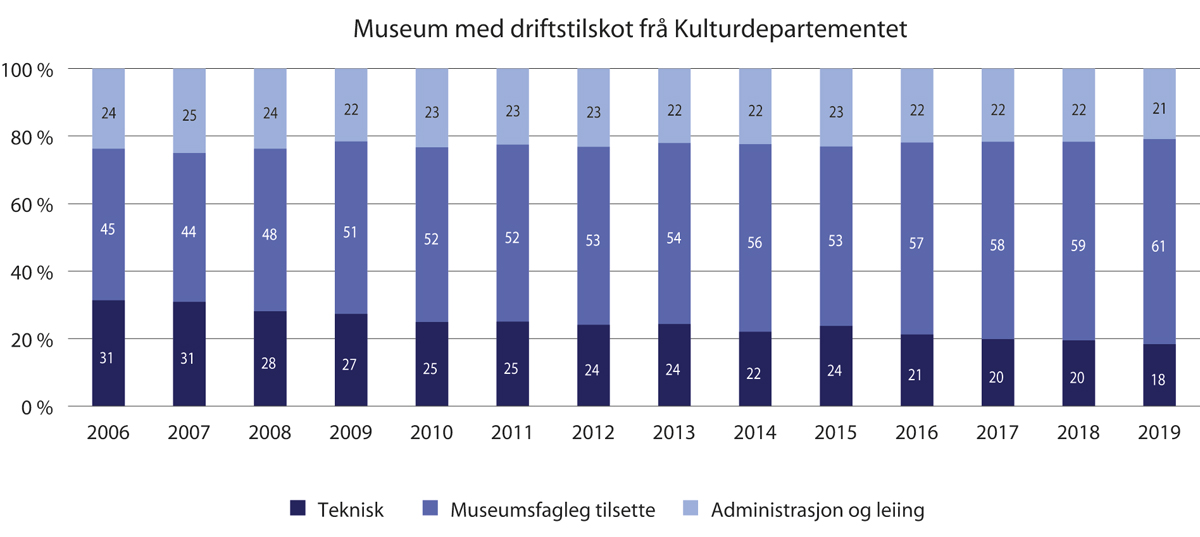 Museum med driftstilskot frå Kulturdepartementet
100 %
80 %
60 %
40 %
20 %
0 %
24 25 24 22 23 23 23 22 22 23 22 22 22 21
45 44 48 51 52 52 53 54 56 53 57 58 59 61
31 31 28 27 25 25 24 24 22 24 21 20 20 18
2006 2007 2008 2009 2010 2011 2012 2013 2014 2015 2016 2017 2018 2019
Teknisk Museumsfagleg tilsette Administrasjon og leiing